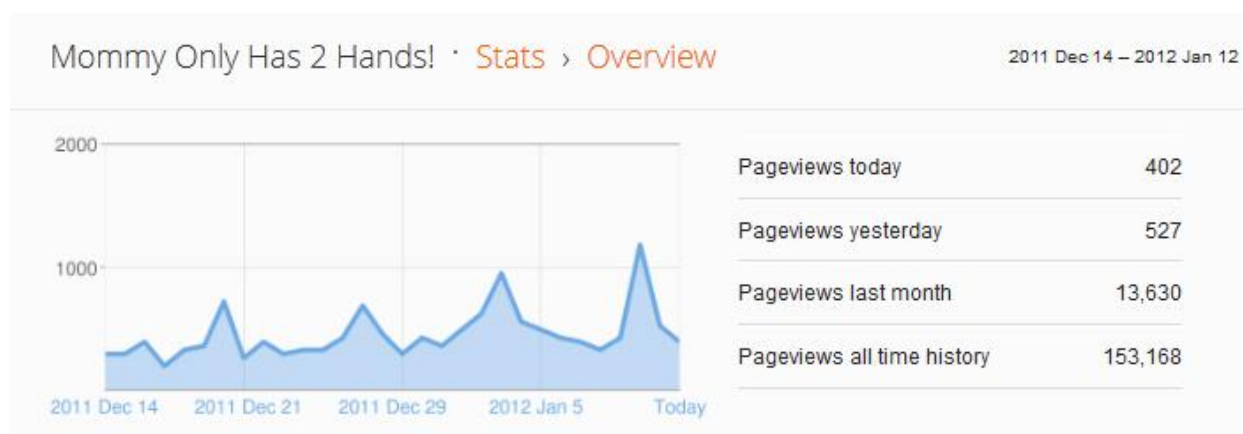 Mommy Only Has 2 Hands! · Stats › Overview
2011 Dec 14 – 2012 Jan 12
2000
1000
2011 Dec 14 2011 Dec 21 2011 Dec 29 2012 Jan 5 Today
Pageviews today 402
Pageviews yesterday 527
Pageviews last month 13,630
Pageviews all time history 153,168